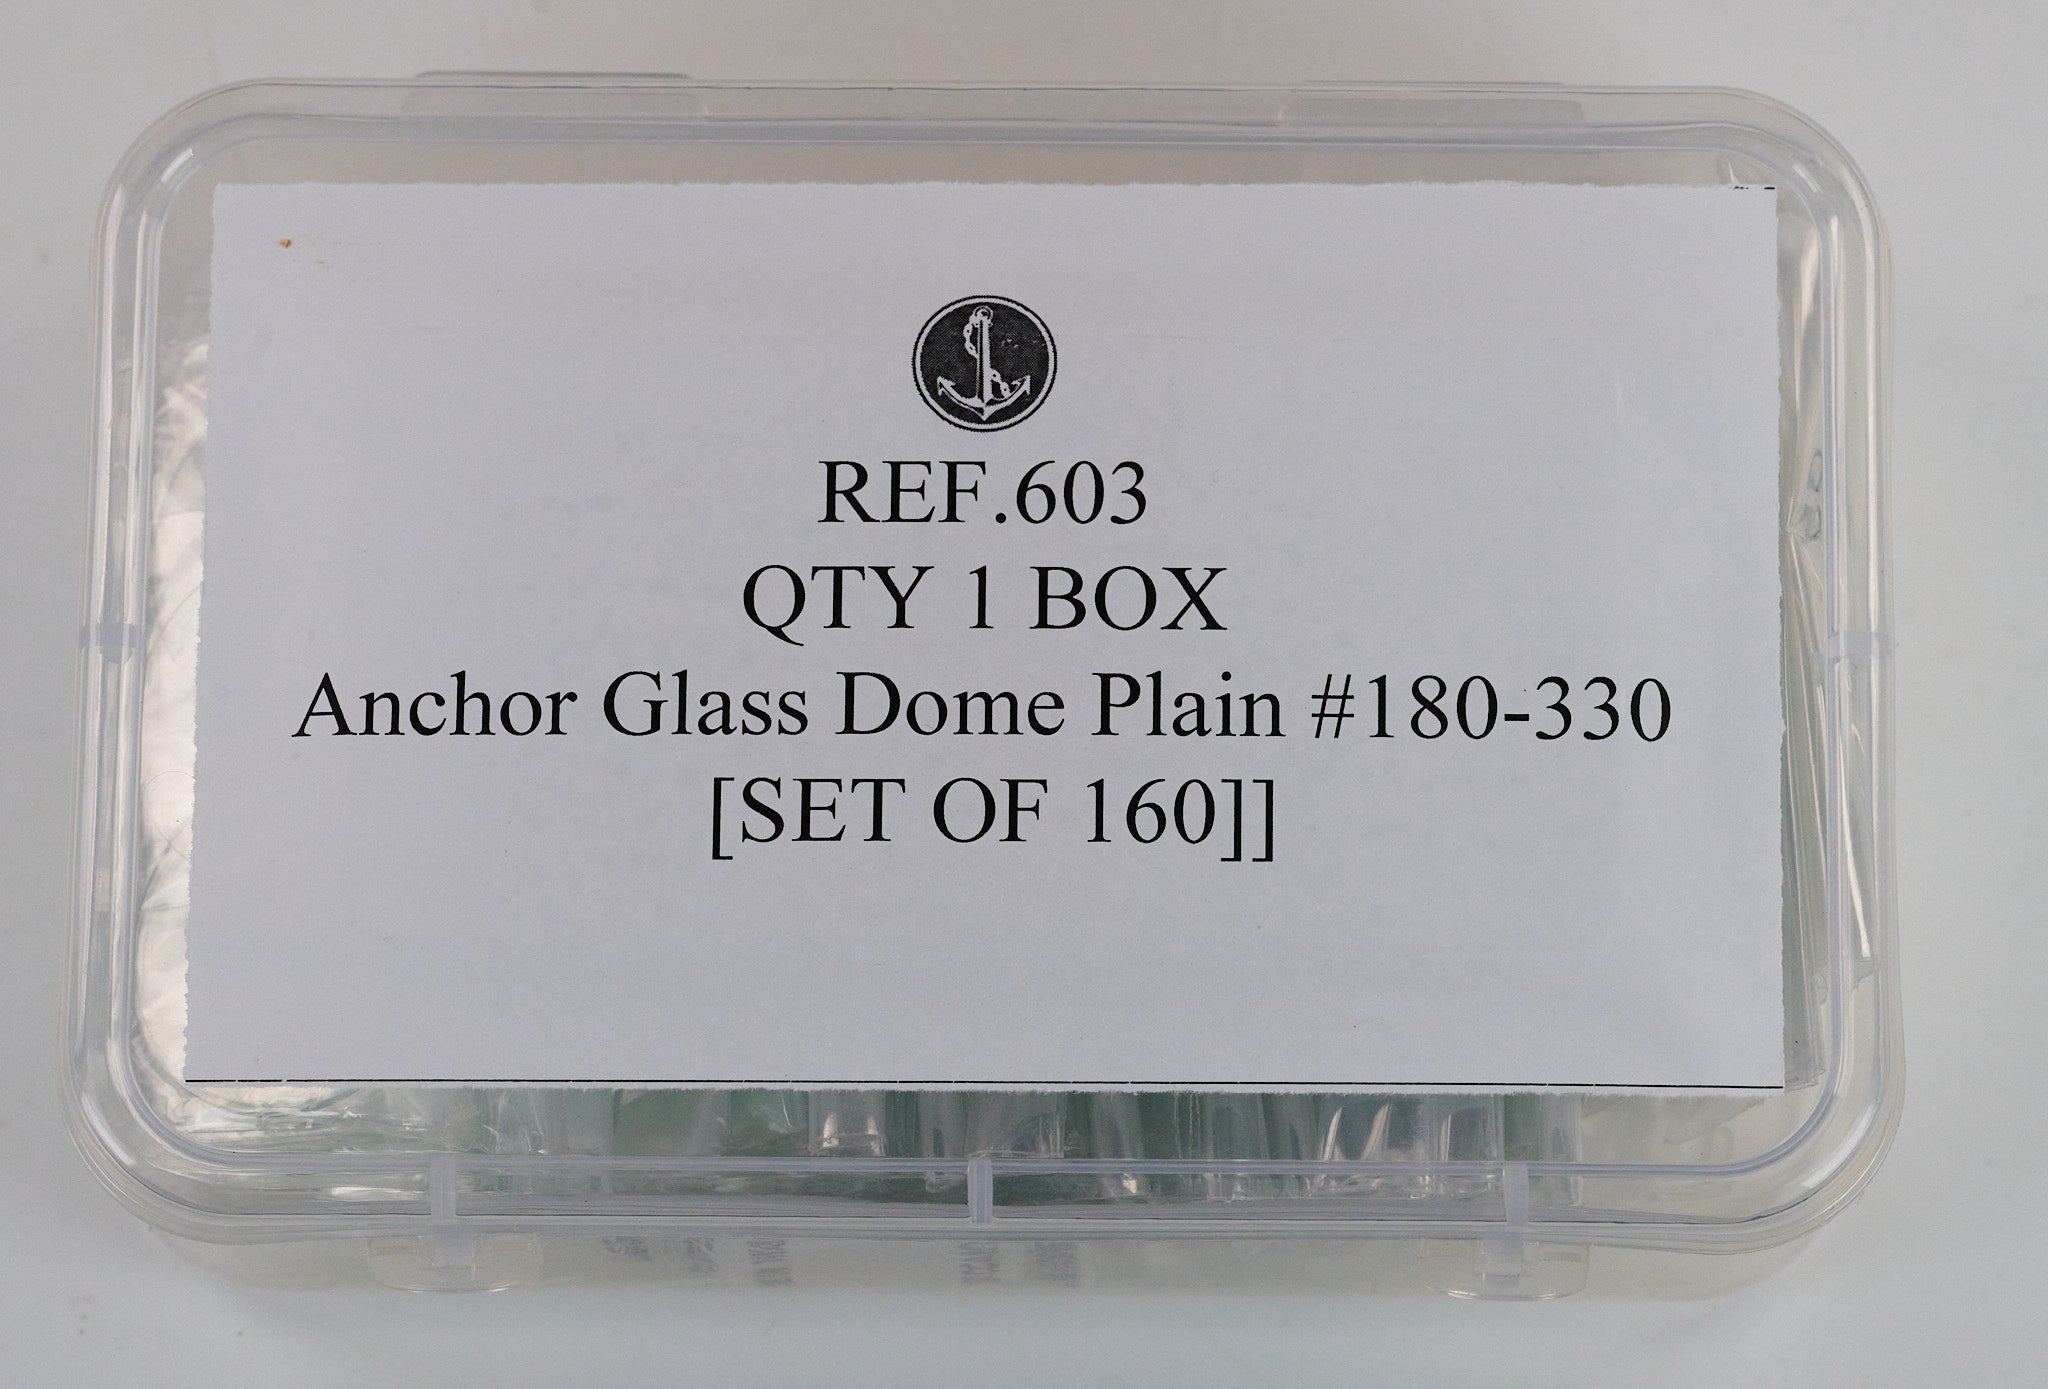 REF.603
QTY 1 BOX
Anchor Glass Dome Plain #180-330
[SET OF 160]]